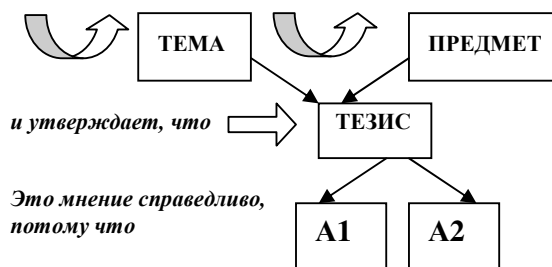 ТЕМА
ПРЕДМЕТ
и утверждает, что
ТЕЗИС
Это мнение справедливо,
потому что
А1
А2